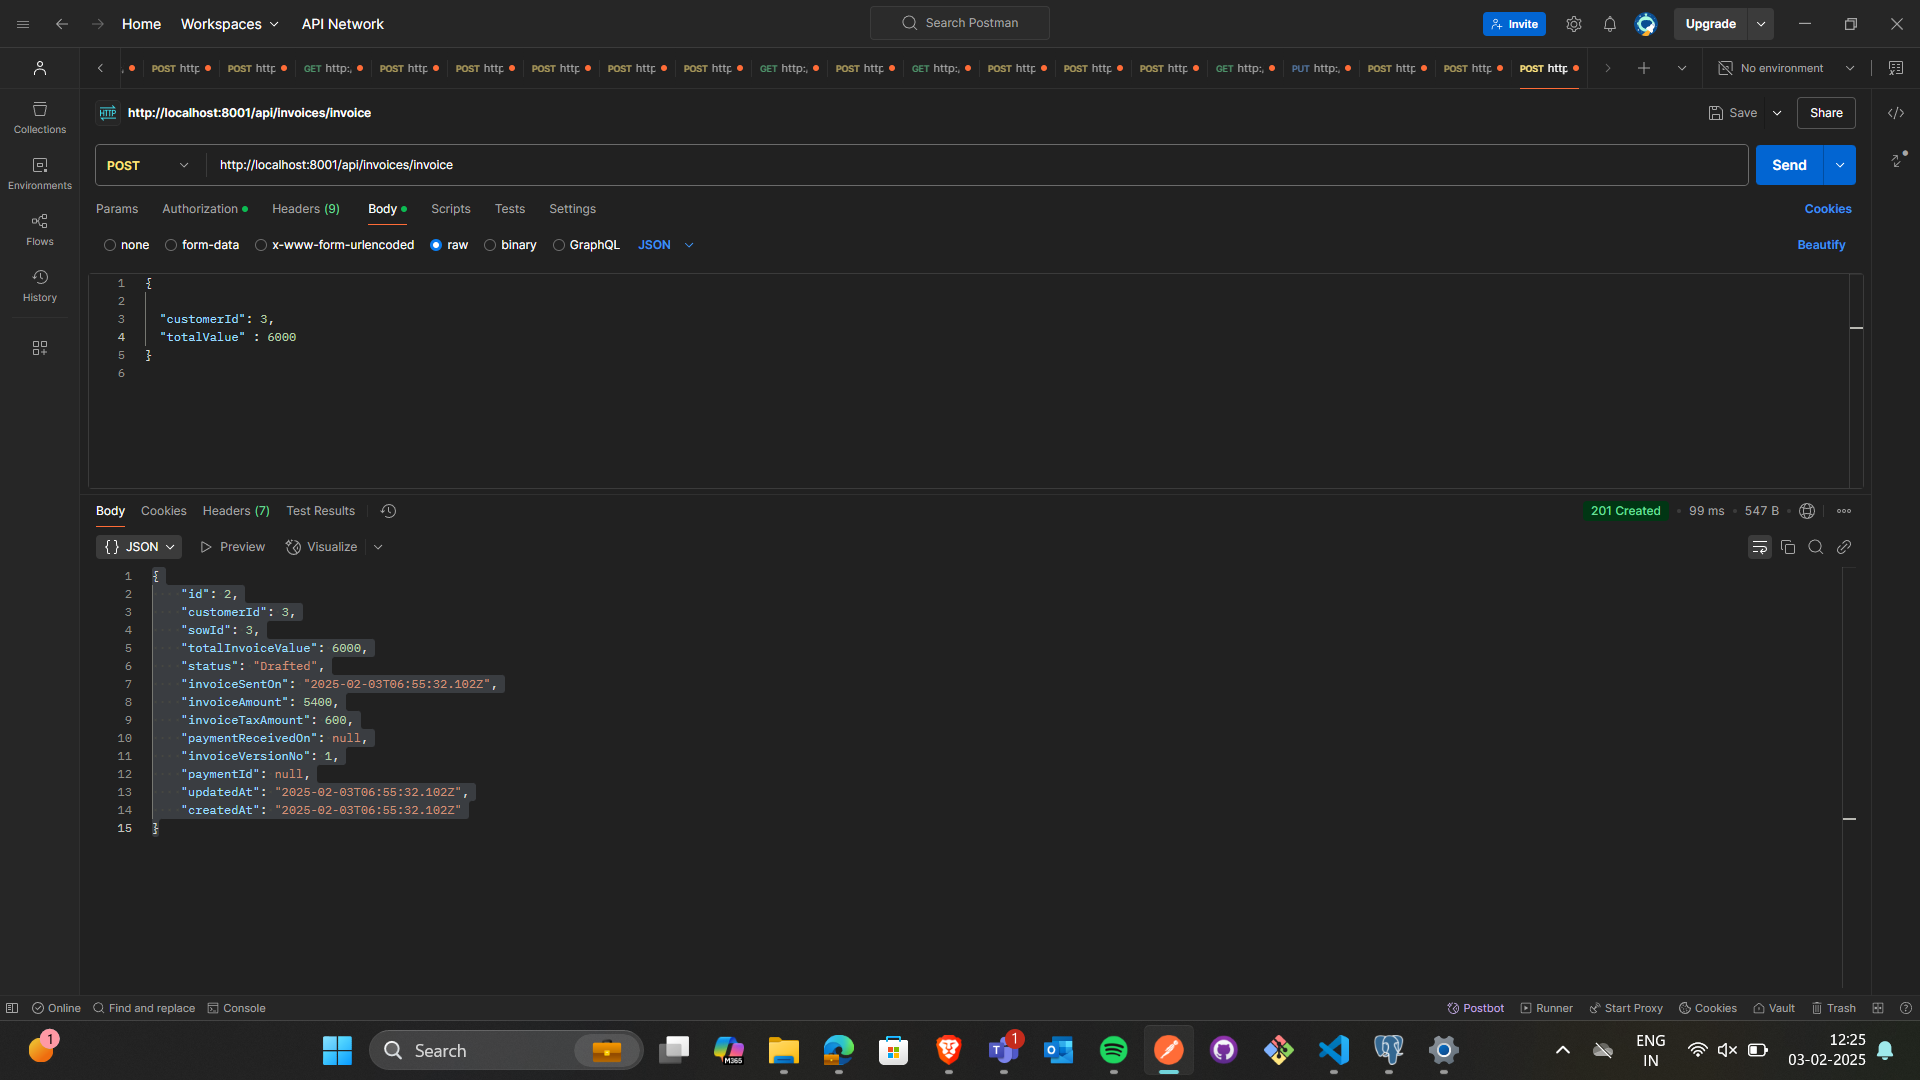 Home Workspaces API Network Search Postman Invite Upgrade
POST http GET http:, POST http POST http POST http POST http POST http GET http:, POST http GET http:, POST http POST http POST http GET http:, PUT http:, POST http POST http POST http No environment
HTTP http://localhost:8001/api/invoices/invoice Save Share
POST http://localhost:8001/api/invoices/invoice Send
Params Authorization Headers (9) Body Scripts Tests Settings Cookies
none form-data x-www-form-urlencoded raw binary GraphQL JSON Beautify
Collections
Environments
Flows
History
1 {
2
3 "customerId": 3,
4 "totalValue" : 6000
5 }
6
Body Cookies Headers (7) Test Results 201 Created 99 ms 547 B
{} JSON Preview Visualize
1 {
2 "id": 2,
3 "customerId": 3,
4 "sowId": 3,
5 "totalInvoiceValue": 6000,
6 "status": "Drafted",
7 "invoiceSentOn": "2025-02-03T06:55:32.102Z",
8 "invoiceAmount": 5400,
9 "invoiceTaxAmount": 600,
10 "paymentReceivedOn": null,
11 "invoiceVersionNo": 1,
12 "paymentId": null,
13 "updatedAt": "2025-02-03T06:55:32.102Z",
14 "createdAt": "2025-02-03T06:55:32.102Z"
15 }
Online Find and replace Console Postbot Runner Start Proxy Cookies Vault Trash
1 Search M365 1 ENG 12:25
IN 03-02-2025